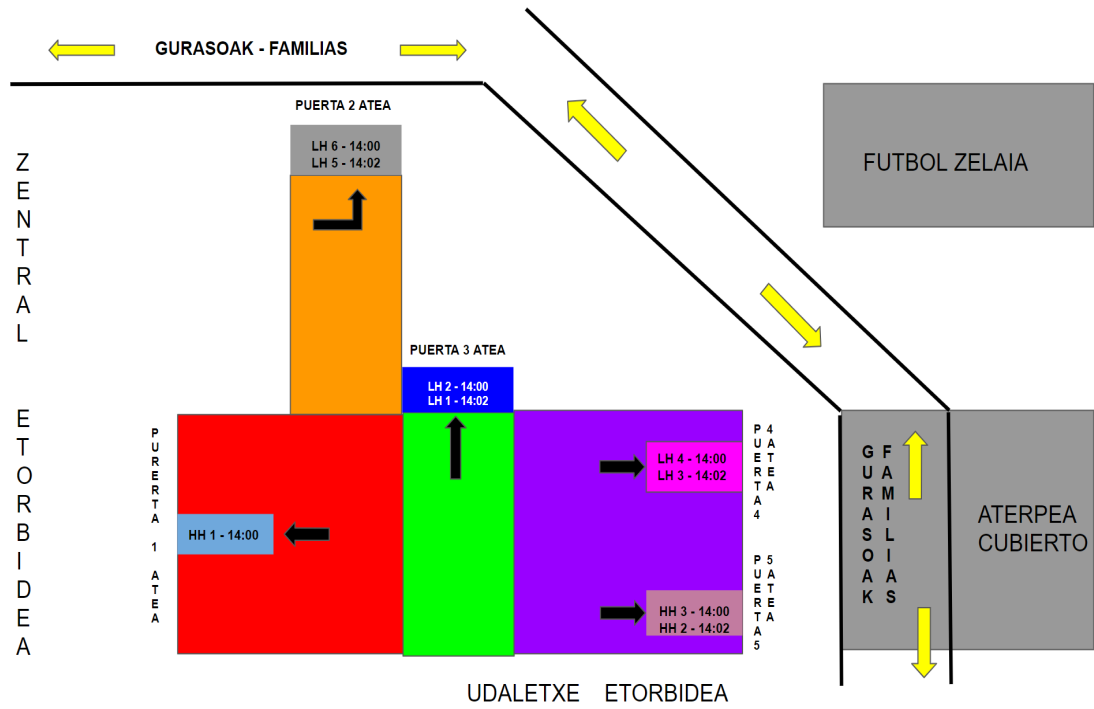 GURASOAK - FAMILIAS
PUERTA 2 ATEA
LH 6 - 14:00
LH 5 - 14:02
FUTBOL ZELAIA
ZENTRAL ETORBIDEA
PUERTA 3 ATEA
LH 2 - 14:00
LH 1 - 14:02
PURERTA 1 ATEA
HH 1 - 14:00
LH 4 - 14:00
LH 3 - 14:02
PUERTA 4
4 ATEA
HH 3 - 14:00
HH 2 - 14:02
PUERTA 5
5 ATEA
GURASOAK
FAMILIAS
ATERPEA
CUBIERTO
UDALETXE ETORBIDEA